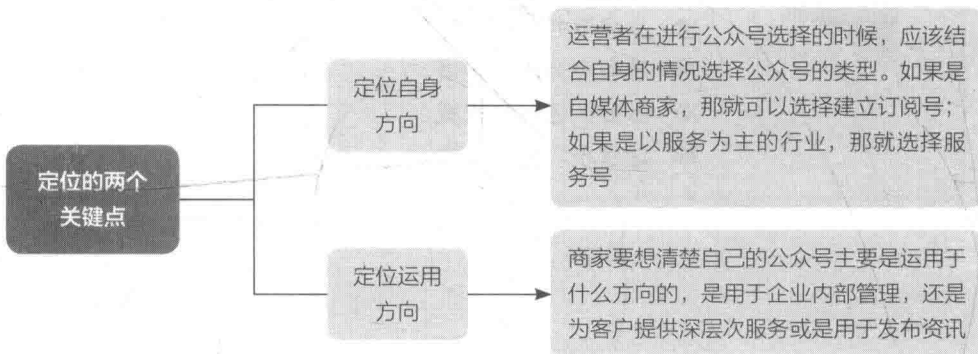 定位的两个
关键点
定位自身
方向
运营者在进行公众号选择的时候，应该结
合自身的情况选择公众号的类型。如果是
自媒体商家，那就可以选择建立订阅号；
如果是以服务为主的行业，那就选择服
务号
定位运用
方向
商家要想清楚自己的公众号主要是运用于
什么方向的，是用于企业内部管理，还是
为客户提供深层次服务或是用于发布资讯